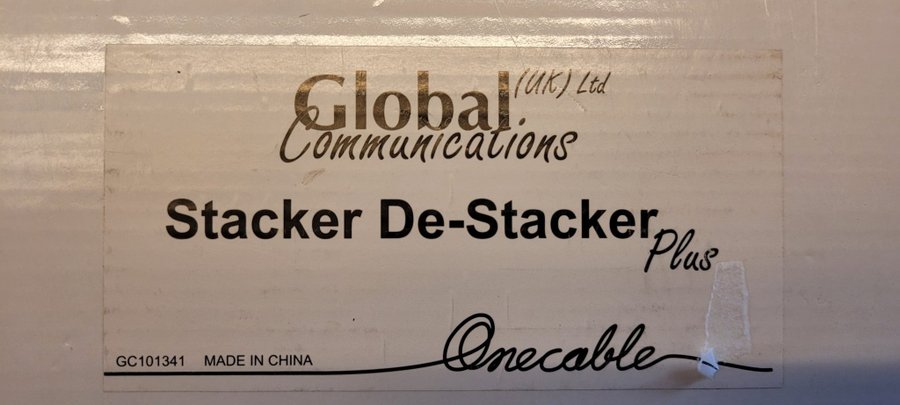 Global (UK) Ltd
Communications
Stacker De-Stacker Plus
Onecable
GC101341 MADE IN CHINA